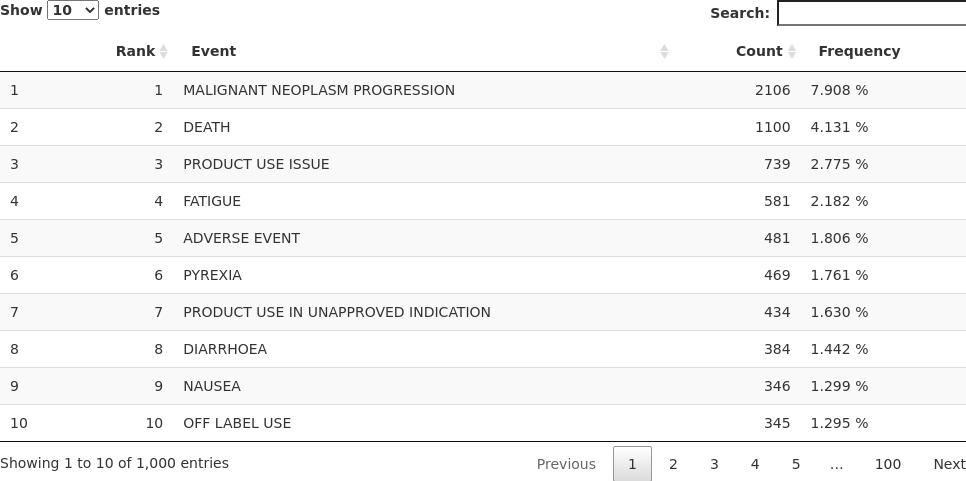 Show 10 entries Search:
Rank Event Count Frequency
1 1 MALIGNANT NEOPLASM PROGRESSION 2106 7.908 %
2 2 DEATH 1100 4.131 %
3 3 PRODUCT USE ISSUE 739 2.775 %
4 4 FATIGUE 581 2.182 %
5 5 ADVERSE EVENT 481 1.806 %
6 6 PYREXIA 469 1.761 %
7 7 PRODUCT USE IN UNAPPROVED INDICATION 434 1.630 %
8 8 DIARRHOEA 384 1.442 %
9 9 NAUSEA 346 1.299 %
10 10 OFF LABEL USE 345 1.295 %
Showing 1 to 10 of 1,000 entries Previous 1 2 3 4 5 … 100 Next